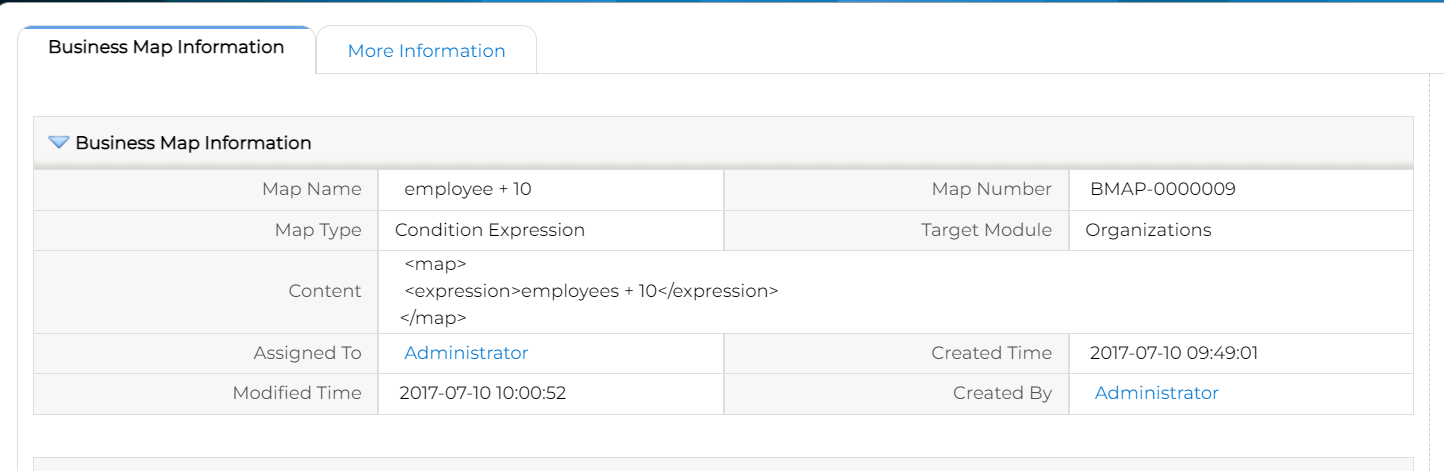 Business Map Information
More Information
Business Map Information
Map Name employee + 10 Map Number BMAP-0000009
Map Type Condition Expression Target Module Organizations
Content <map>
<expression>employees + 10</expression>
</map>
Assigned To Administrator Created Time 2017-07-10 09:49:01
Modified Time 2017-07-10 10:00:52 Created By Administrator